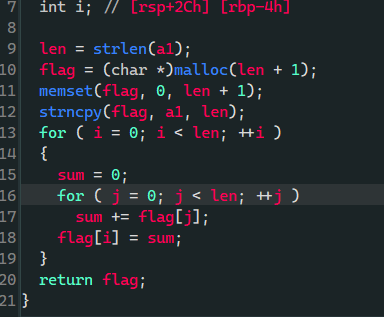 7 int i; // [rsp+2Ch] [rbp-4h]
8
9 len = strlen(a1);
10 flag = (char *)malloc(len + 1);
11 memset(flag, 0, len + 1);
12 strncpy(flag, a1, len);
13 for ( i = 0; i < len; ++i )
14 {
15 sum = 0;
16 for ( j = 0; j < len; ++j )
17 sum += flag[j];
18 flag[i] = sum;
19 }
20 return flag;
21 }